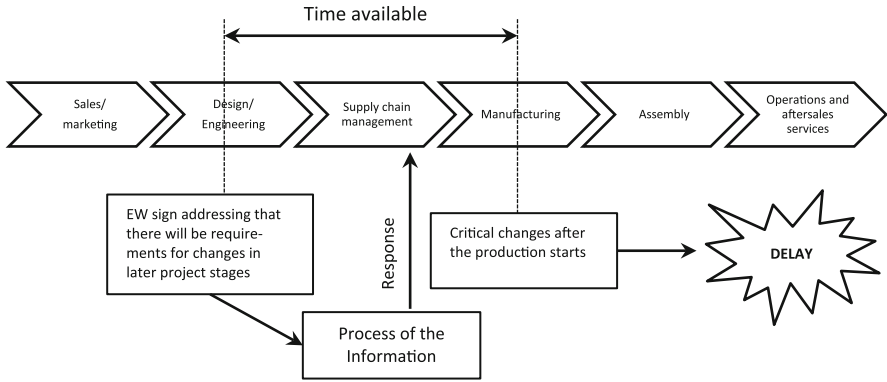 Time available
Sales/
marketing
Design/
Engineering
Supply chain
management
Manufacturing
Assembly
Operations and
aftersales
services
EW sign addressing that
there will be require-
ments for changes in
later project stages
Response
Critical changes after
the production starts
DELAY
Process of the
Information